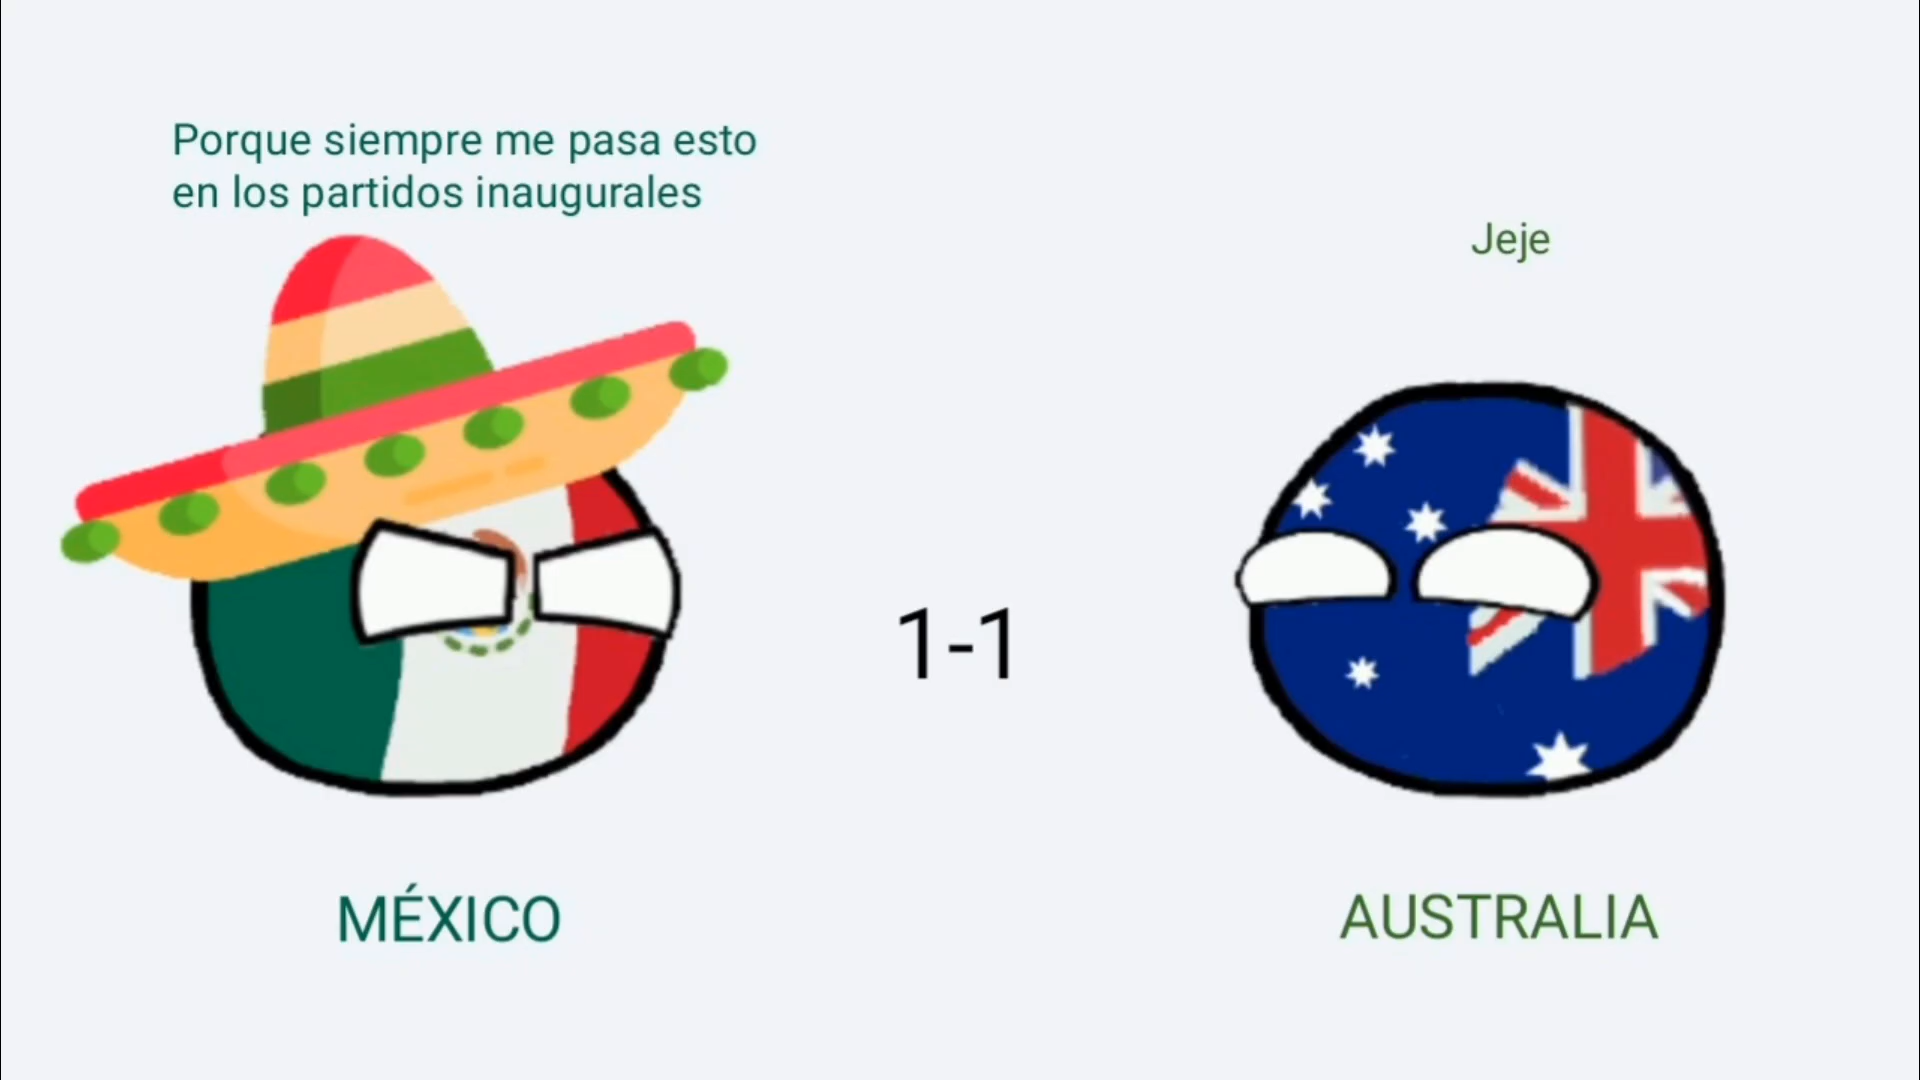 Porque siempre me pasa esto
en los partidos inaugurales
Jeje
1-1
MÉXICO
AUSTRALIA